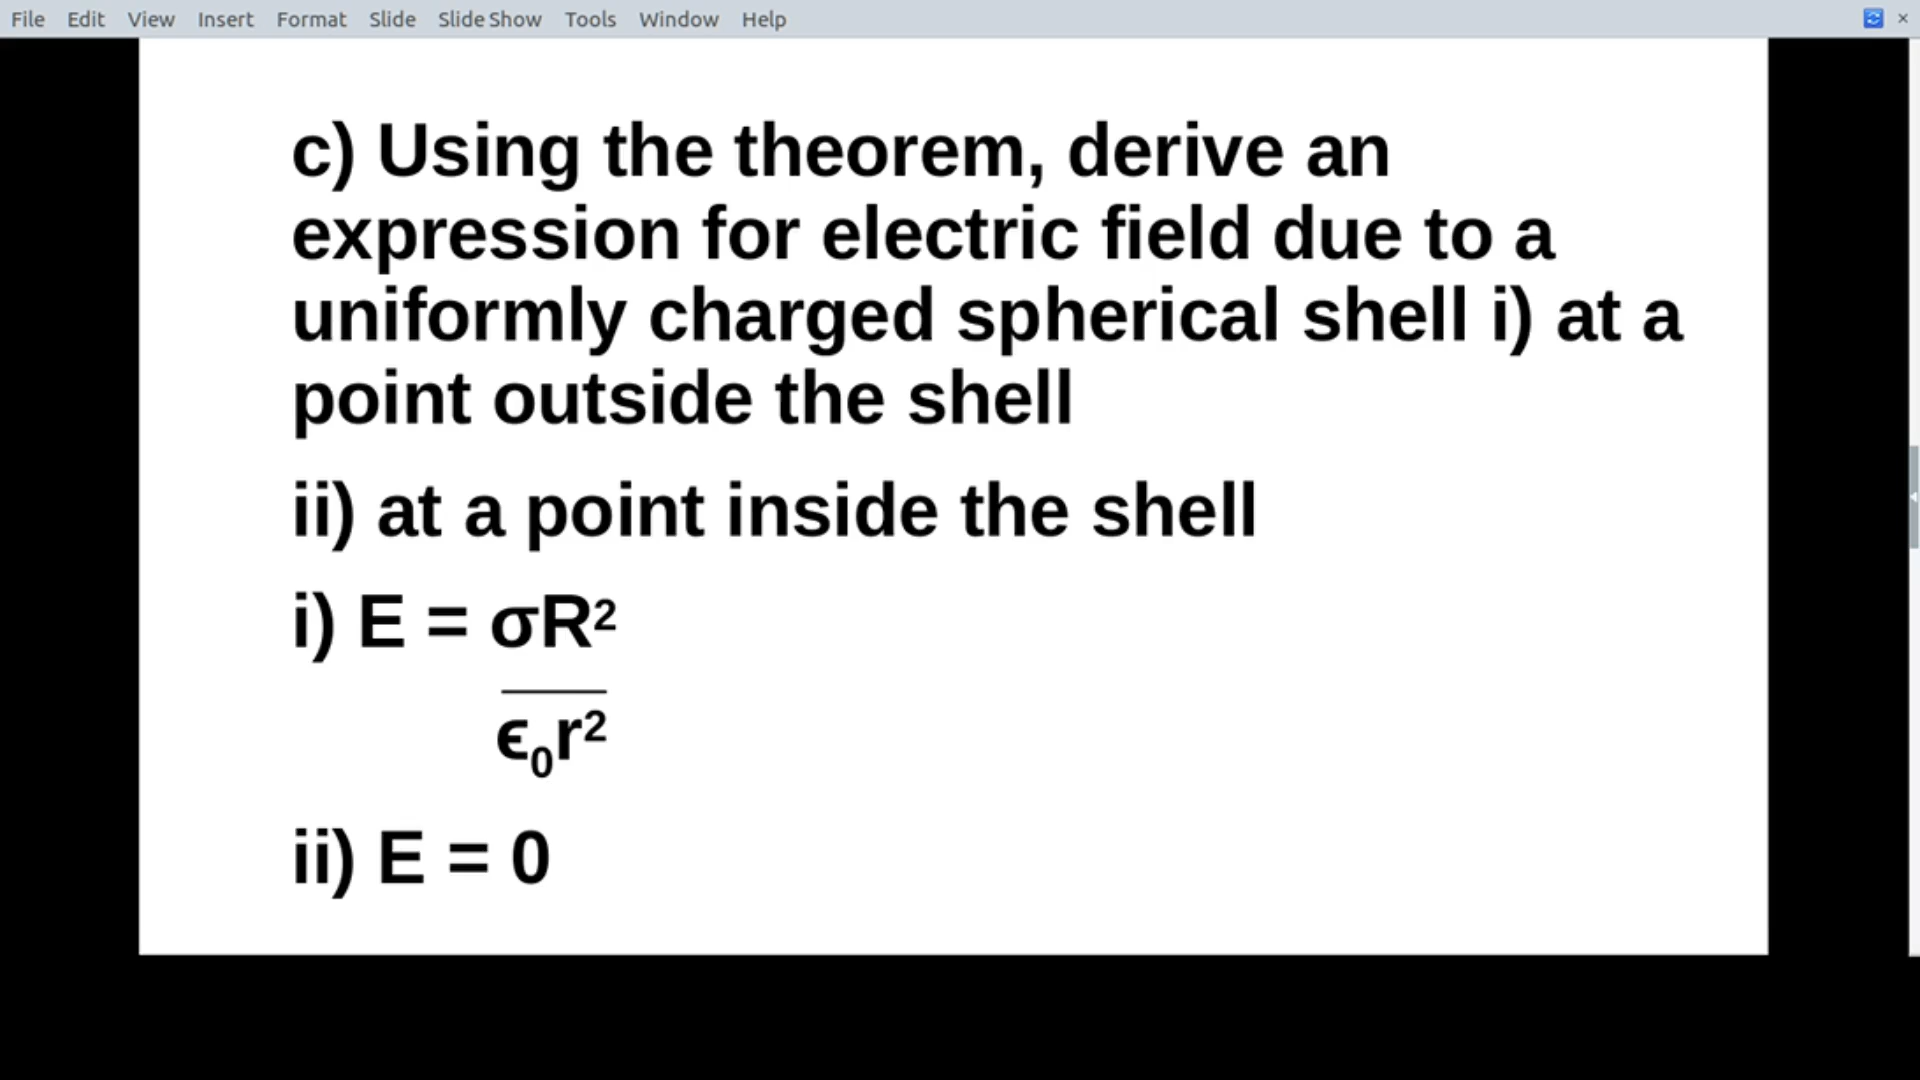 File Edit View Insert Format Slide Slide Show Tools Window Help
c) Using the theorem, derive an
expression for electric field due to a
uniformly charged spherical shell i) at a
point outside the shell
ii) at a point inside the shell
i) E = σR²
ϵ₀r²
ii) E = 0